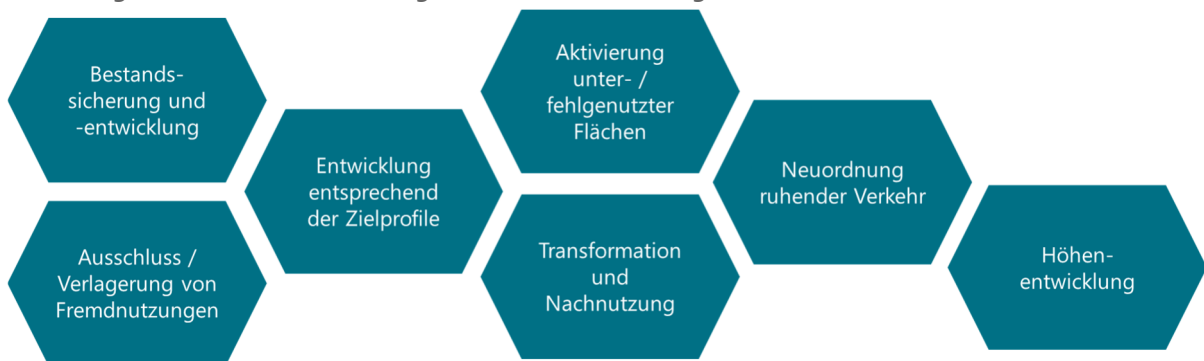 Bestands-
sicherung und
-entwicklung
Ausschluss /
Verlagerung von
Fremdnutzungen
Entwicklung
entsprechend
der Zielprofile
Aktivierung
unter- /
fehlgenutzter
Flächen
Transformation
und
Nachnutzung
Neuordnung
ruhender Verkehr
Höhen-
entwicklung